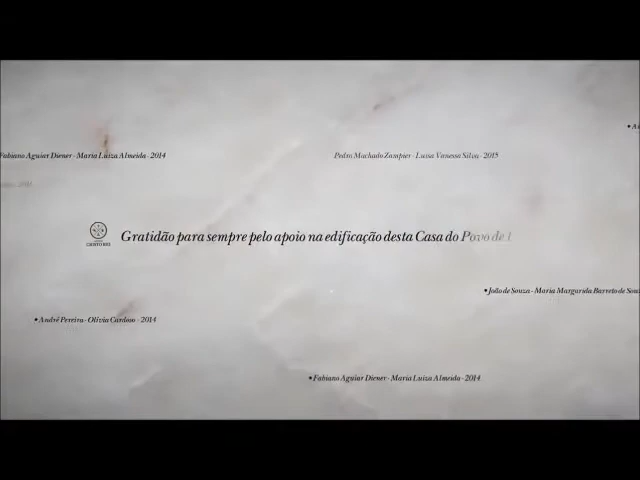 Fabiano Aguiar Diener - Maria Luiza Almeida - 2014
Pedro Machado Zampner - Luisa Vanessa Silva - 2015
Gratidão para sempre pelo apoio na edificação desta Casa do Povo de
• João de Souza - Maria Margarida Barreto de Sou
• André Pereira - Olívia Cardoso - 2014
• Fabiano Aguiar Diener - Maria Luiza Almeida - 2014